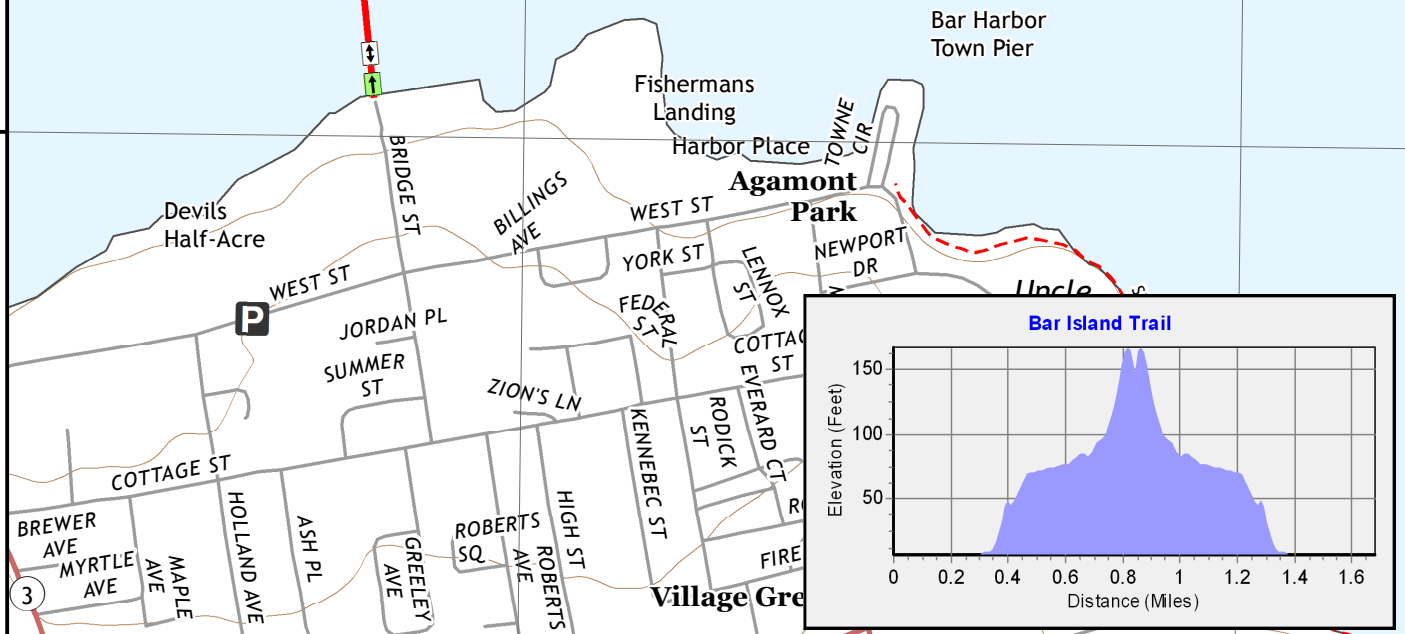 Bar Harbor
Town Pier
Fishermans
Landing
Harbor Place
TOWNE
CIR
Agamont
Park
BRIDGE ST
BILLINGS
AVE
WEST ST
Devils
Half-Acre
NEWPORT
DR
YORK ST
LENNOX
ST
WEST ST
Uncle
P
FEDERAL
ST
JORDAN PL
COTTAG
ST
SUMMER
ST
ZION'S LN
EVERARD CT
RODICK
ST
KENNEBEC ST
COTTAGE ST
HOLLAND AVE
ASH PL
HIGH ST
BREWER
AVE
MYRTLE
AVE
MAPLE
AVE
GREELEY
AVE
ROBERTS
SQ
ROBERTS
AVE
RO
FIRE
3
Village Gre
Bar Island Trail
Elevation (Feet)
150
100
50
0 0.2 0.4 0.6 0.8 1 1.2 1.4 1.6
Distance (Miles)